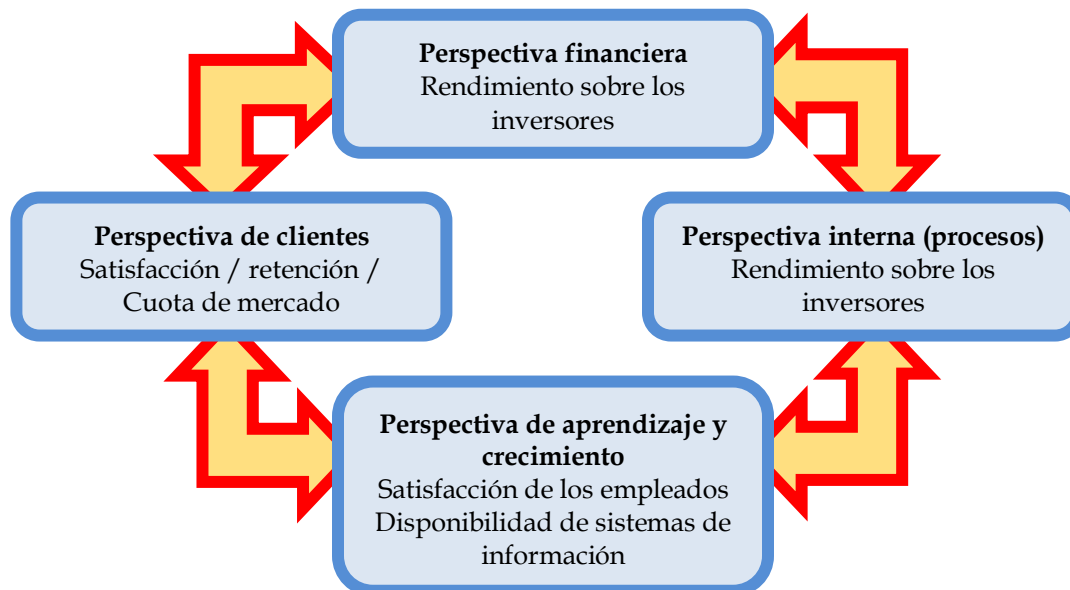 Perspectiva financiera
Rendimiento sobre los
inversores
Perspectiva de clientes
Satisfacción / retención /
Cuota de mercado
Perspectiva interna (procesos)
Rendimiento sobre los
inversores
Perspectiva de aprendizaje y
crecimiento
Satisfacción de los empleados
Disponibilidad de sistemas de
información